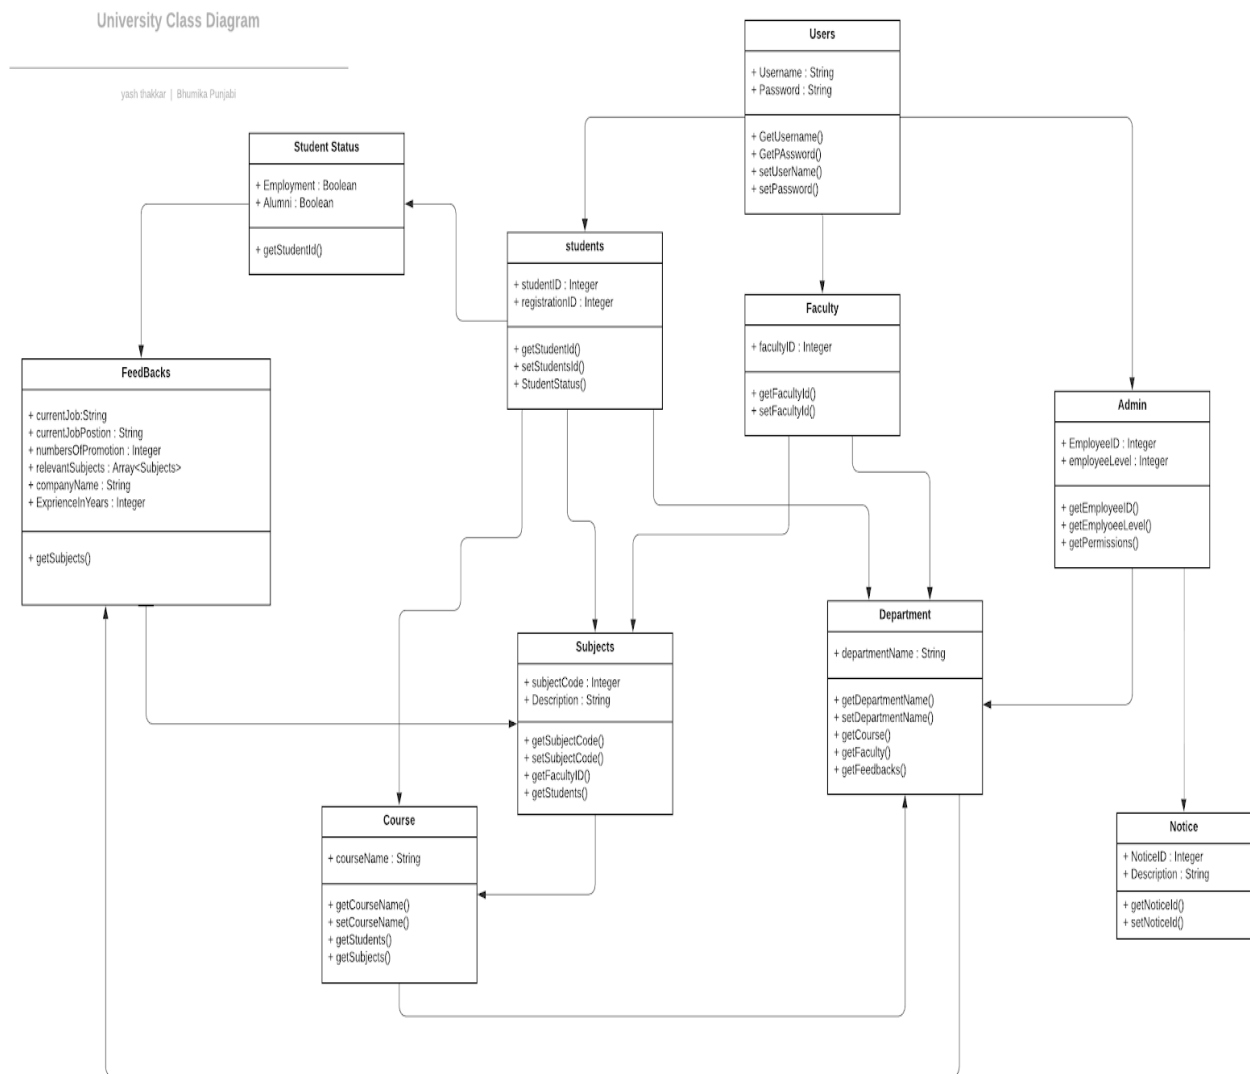 University Class Diagram
yash thakkar | Bhumika Punjabi
Users
+ Username : String
+ Password : String
+ GetUsername()
+ GetPAssword()
+ setUserName()
+ setPassword()
Student Status
+ Employment : Boolean
+ Alumni : Boolean
+ getStudentId()
students
+ studentID : Integer
+ registrationID : Integer
+ getStudentId()
+ setStudentsId()
+ StudentStatus()
Faculty
+ facultyID : Integer
+ getFacultyId()
+ setFacultyId()
FeedBacks
+ currentJob:String
+ currentJobPostion : String
+ numbersOfPromotion : Integer
+ relevantSubjects : Array<Subjects>
+ companyName : String
+ ExprienceInYears : Integer
+ getSubjects()
Admin
+ EmployeeID : Integer
+ employeeLevel : Integer
+ getEmployeeID()
+ getEmplyoeeLevel()
+ getPermissions()
Department
+ departmentName : String
+ getDepartmentName()
+ setDepartmentName()
+ getCourse()
+ getFaculty()
+ getFeedbacks()
Subjects
+ subjectCode : Integer
+ Description : String
+ getSubjectCode()
+ setSubjectCode()
+ getFacultyID()
+ getStudents()
Course
+ courseName : String
+ getCourseName()
+ setCourseName()
+ getStudents()
+ getSubjects()
Notice
+ NoticeID : Integer
+ Description : String
+ getNoticeId()
+ setNoticeId()